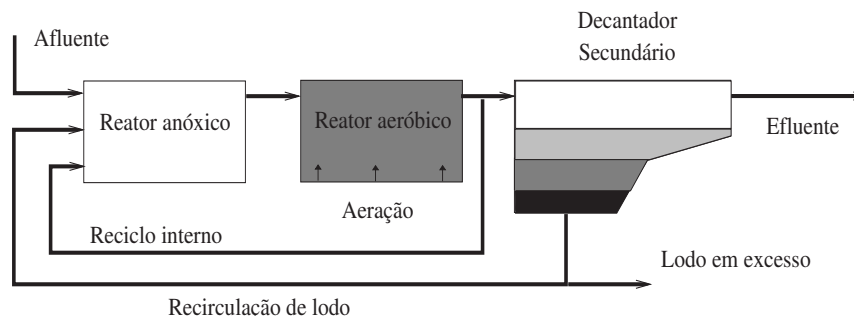 Decantador
Secundário
Afluente
Reator anóxico
Reator aeróbico
Efluente
Aeração
Reciclo interno
Lodo em excesso
Recirculação de lodo